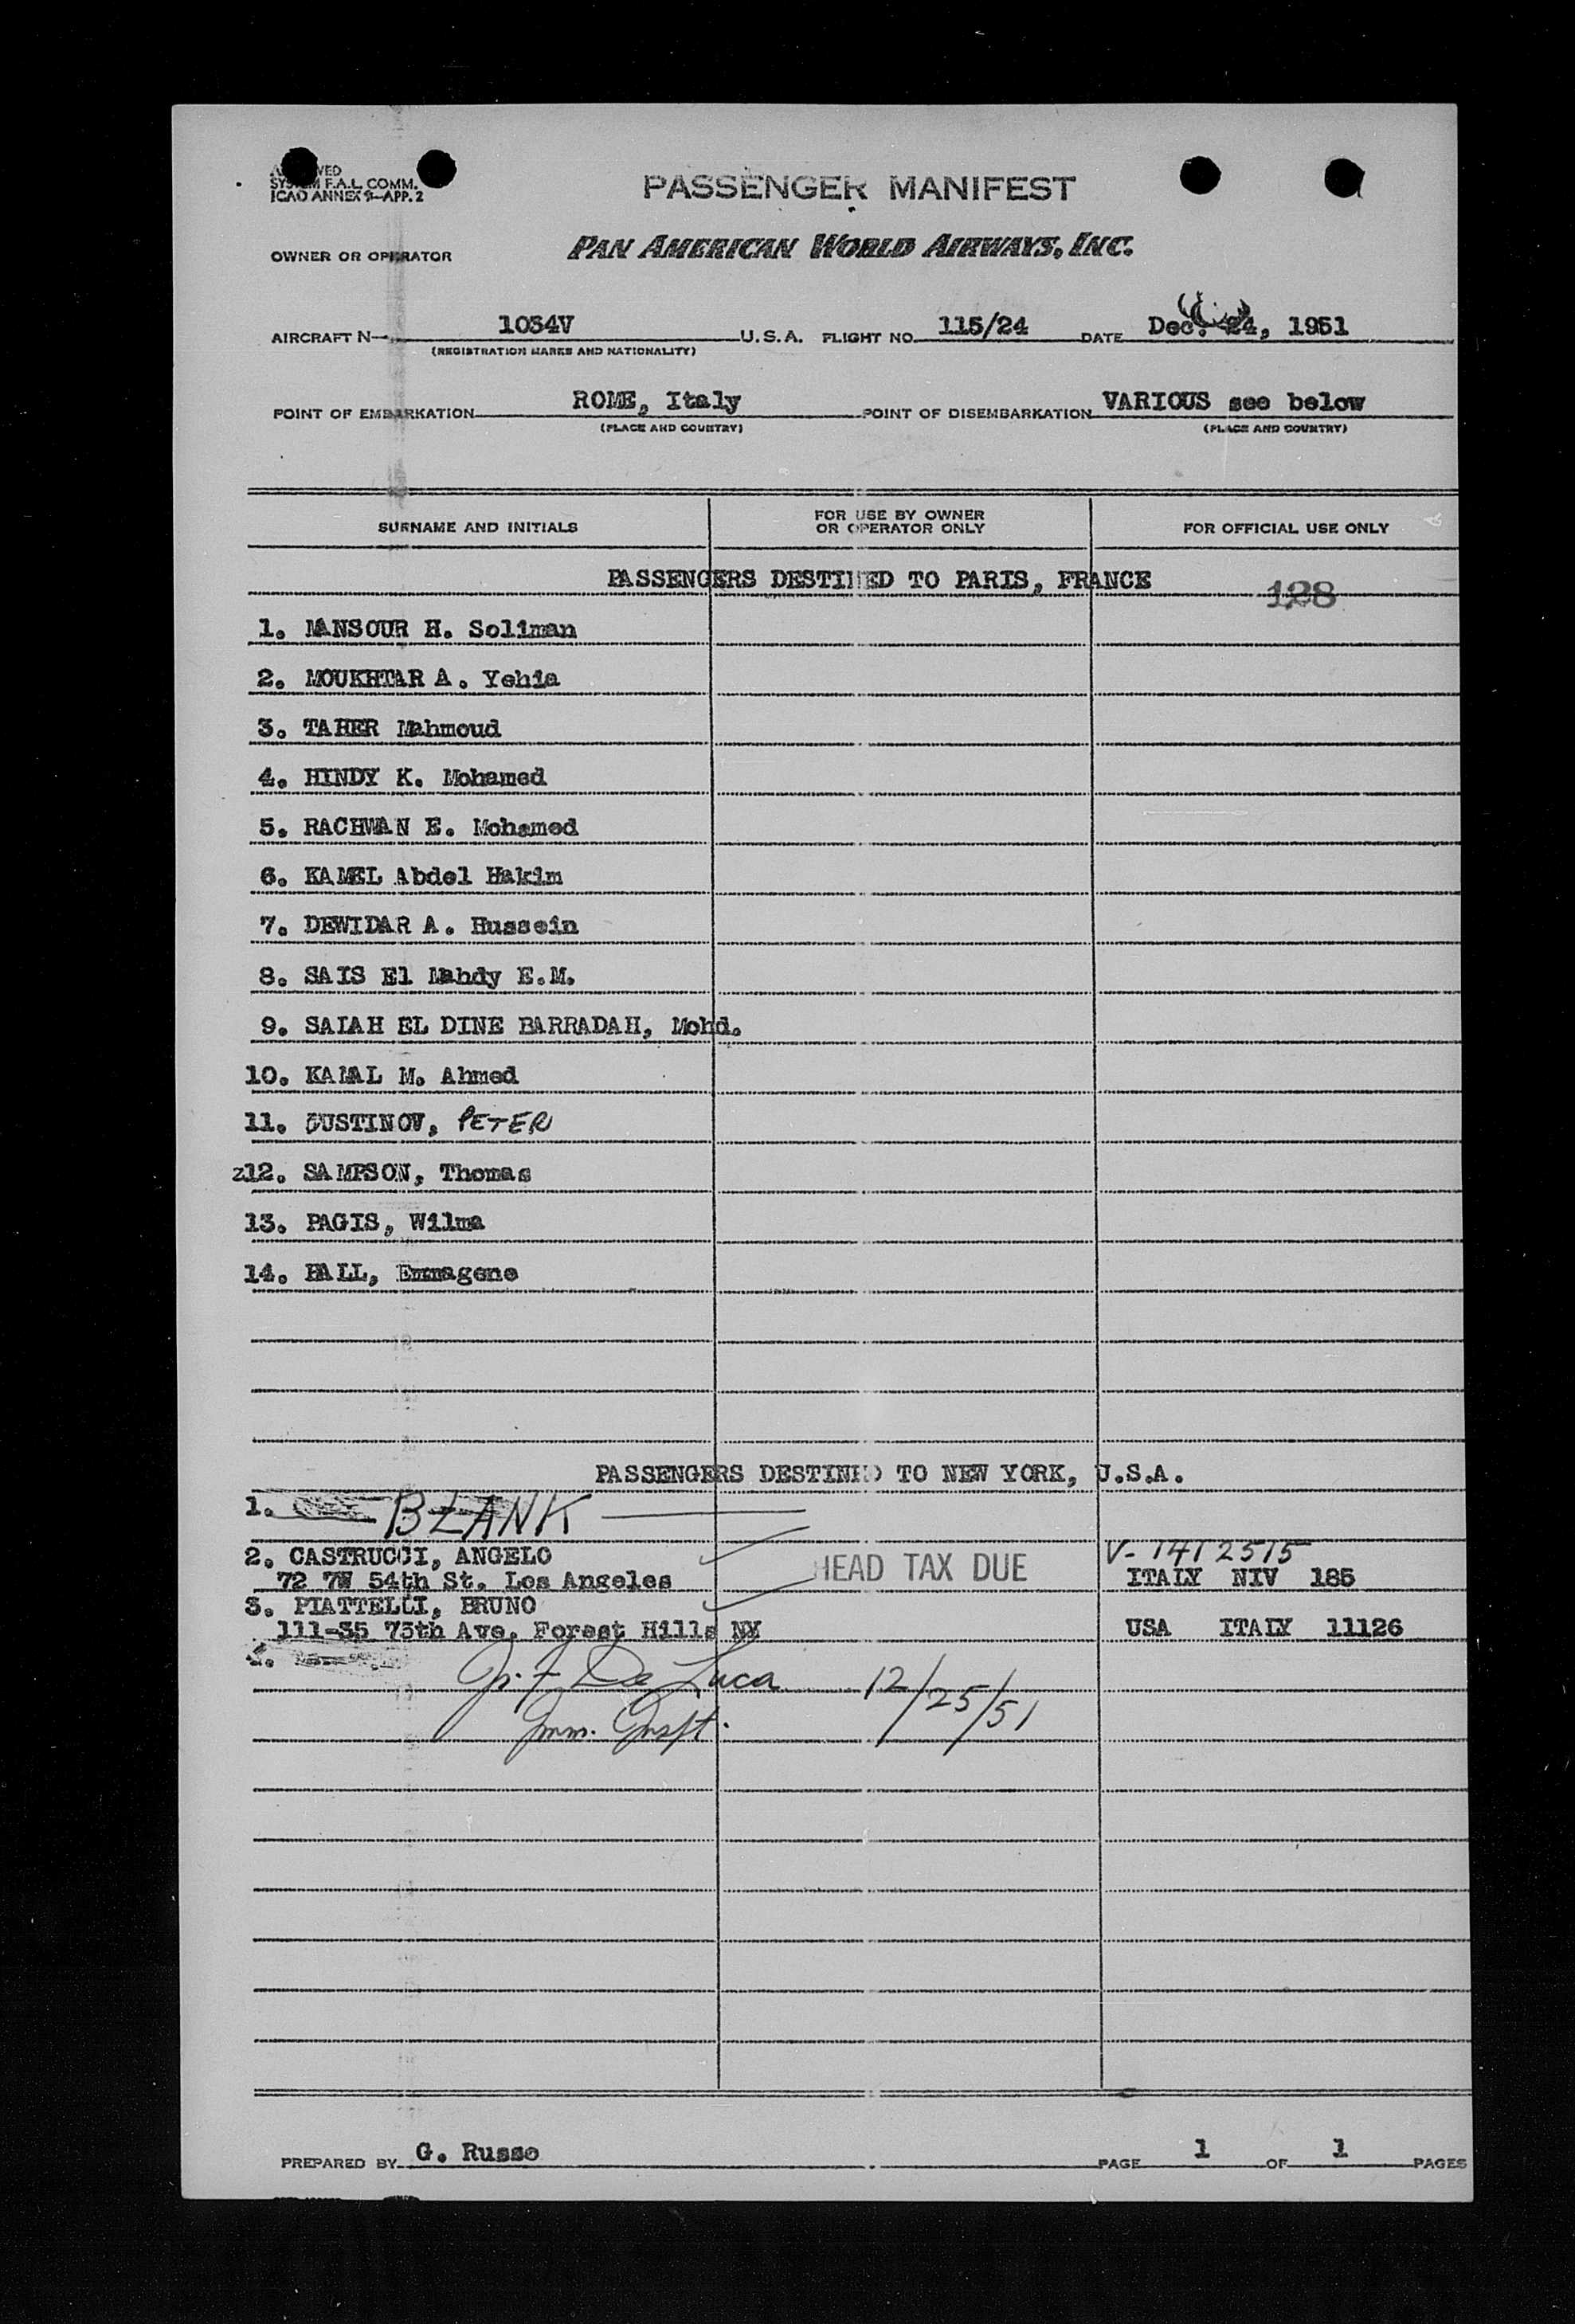 SYSTEM F.A.L. COMM.
ICAO ANNEX 9-APP. 2
PASSENGER MANIFEST
OWNER OR OPERATOR PAN AMERICAN WORLD AIRWAYS, INC.
AIRCRAFT N- 1034V U.S.A. FLIGHT NO. 115/24 DATE Dec. 24, 1951
(REGISTRATION MARKS AND NATIONALITY)
POINT OF EMBARKATION ROME, Italy POINT OF DISEMBARKATION VARIOUS see below
(PLACE AND COUNTRY) (PLACE AND COUNTRY)
SURNAME AND INITIALS FOR USE BY OWNER OR OPERATOR ONLY FOR OFFICIAL USE ONLY
PASSENGERS DESTINED TO PARIS, FRANCE
128
1. MANSOUR H. Soliman
2. MOUKHTAR A. Yehia
3. TAHER Mahmoud
4. HINDY K. Mohamed
5. RACHWAN E. Mohamed
6. KAMEL Abdel Hakim
7. DEWIDAR A. Hussein
8. SAIS El Mahdy E.M.
9. SALAH EL DINE BARRADAH, Mohd.
10. KAMAL M. Ahmed
11. OUSTINOV, PETER
12. SAMPSON, Thomas
13. PAGIS, Wilma
14. BALL, Emmagene
PASSENGERS DESTINED TO NEW YORK, U.S.A.
1. BLANK
2. CASTRUCCI, ANGELO HEAD TAX DUE V-1412515
72 7W 54th St. Los Angeles ITALY NIV 185
3. PIATTELLI, BRUNO
111-35 75th Ave. Forest Hills NY USA ITALY 11126
4.
De Luca 12/25/51
Imm. Inspt.
PREPARED BY G. Russo PAGE 1 OF 1 PAGES